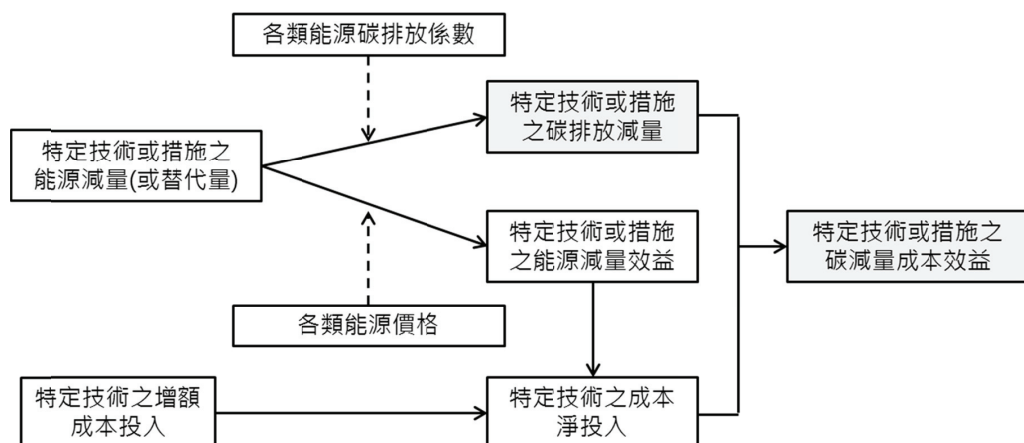 各類能源碳排放係數
特定技術或措施
之碳排放減量
特定技術或措施之
能源減量(或替代量)
特定技術或措施
之能源減量效益
特定技術或措施之
碳減量成本效益
各類能源價格
特定技術之增額
成本投入
特定技術之成本
淨投入